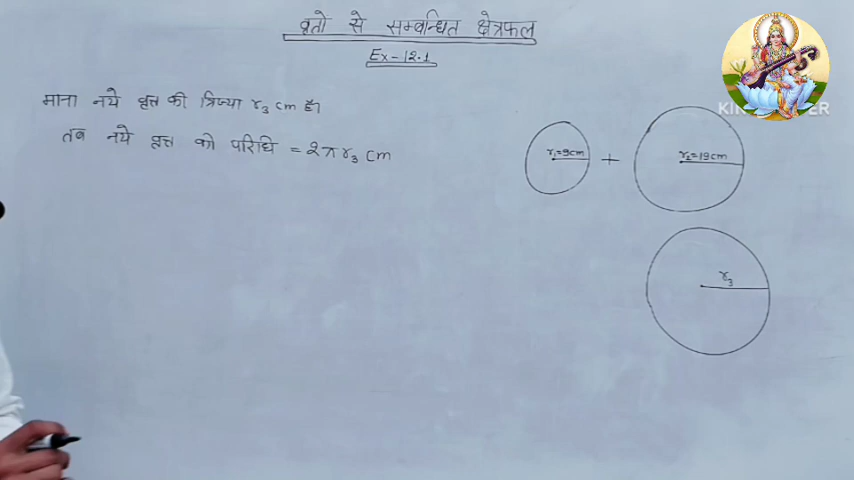 वृतो से सम्बन्धित क्षेत्रफल
Ex-12.1
माना नये वृत्त की त्रिज्या r₃ cm है।
तब नये वृत्त की परिधि = 2πr₃ cm
r₁=9cm + r₂=19cm
r₃